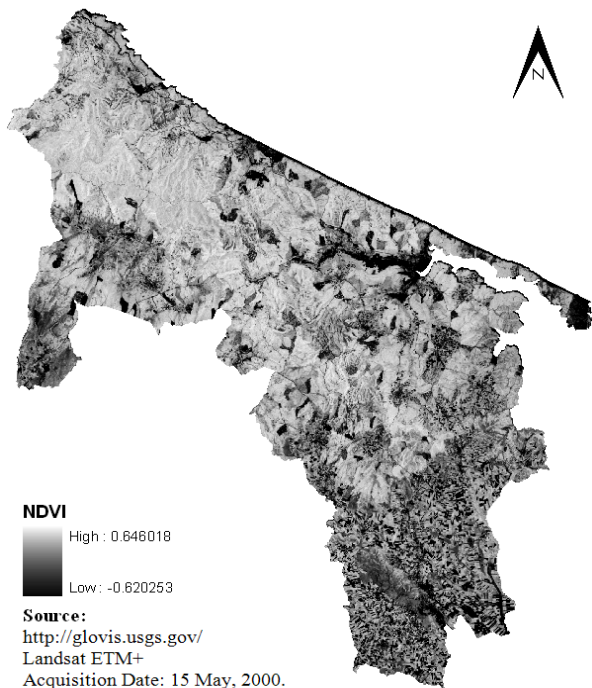 N
NDVI
High : 0.646018
Low : -0.620253
Source:
http://glovis.usgs.gov/
Landsat ETM+
Acquisition Date: 15 May, 2000.